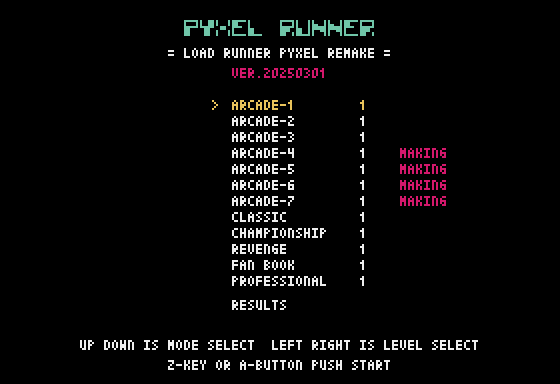 PYXEL RUNNER
= LOAD RUNNER PYXEL REMAKE =
VER.20250301
> ARCADE-1 1
ARCADE-2 1
ARCADE-3 1
ARCADE-4 1 MAKING
ARCADE-5 1 MAKING
ARCADE-6 1 MAKING
ARCADE-7 1 MAKING
CLASSIC 1
CHAMPIONSHIP 1
REVENGE 1
FAN BOOK 1
PROFESSIONAL 1
RESULTS
UP DOWN IS MODE SELECT LEFT RIGHT IS LEVEL SELECT
Z-KEY OR A-BUTTON PUSH START